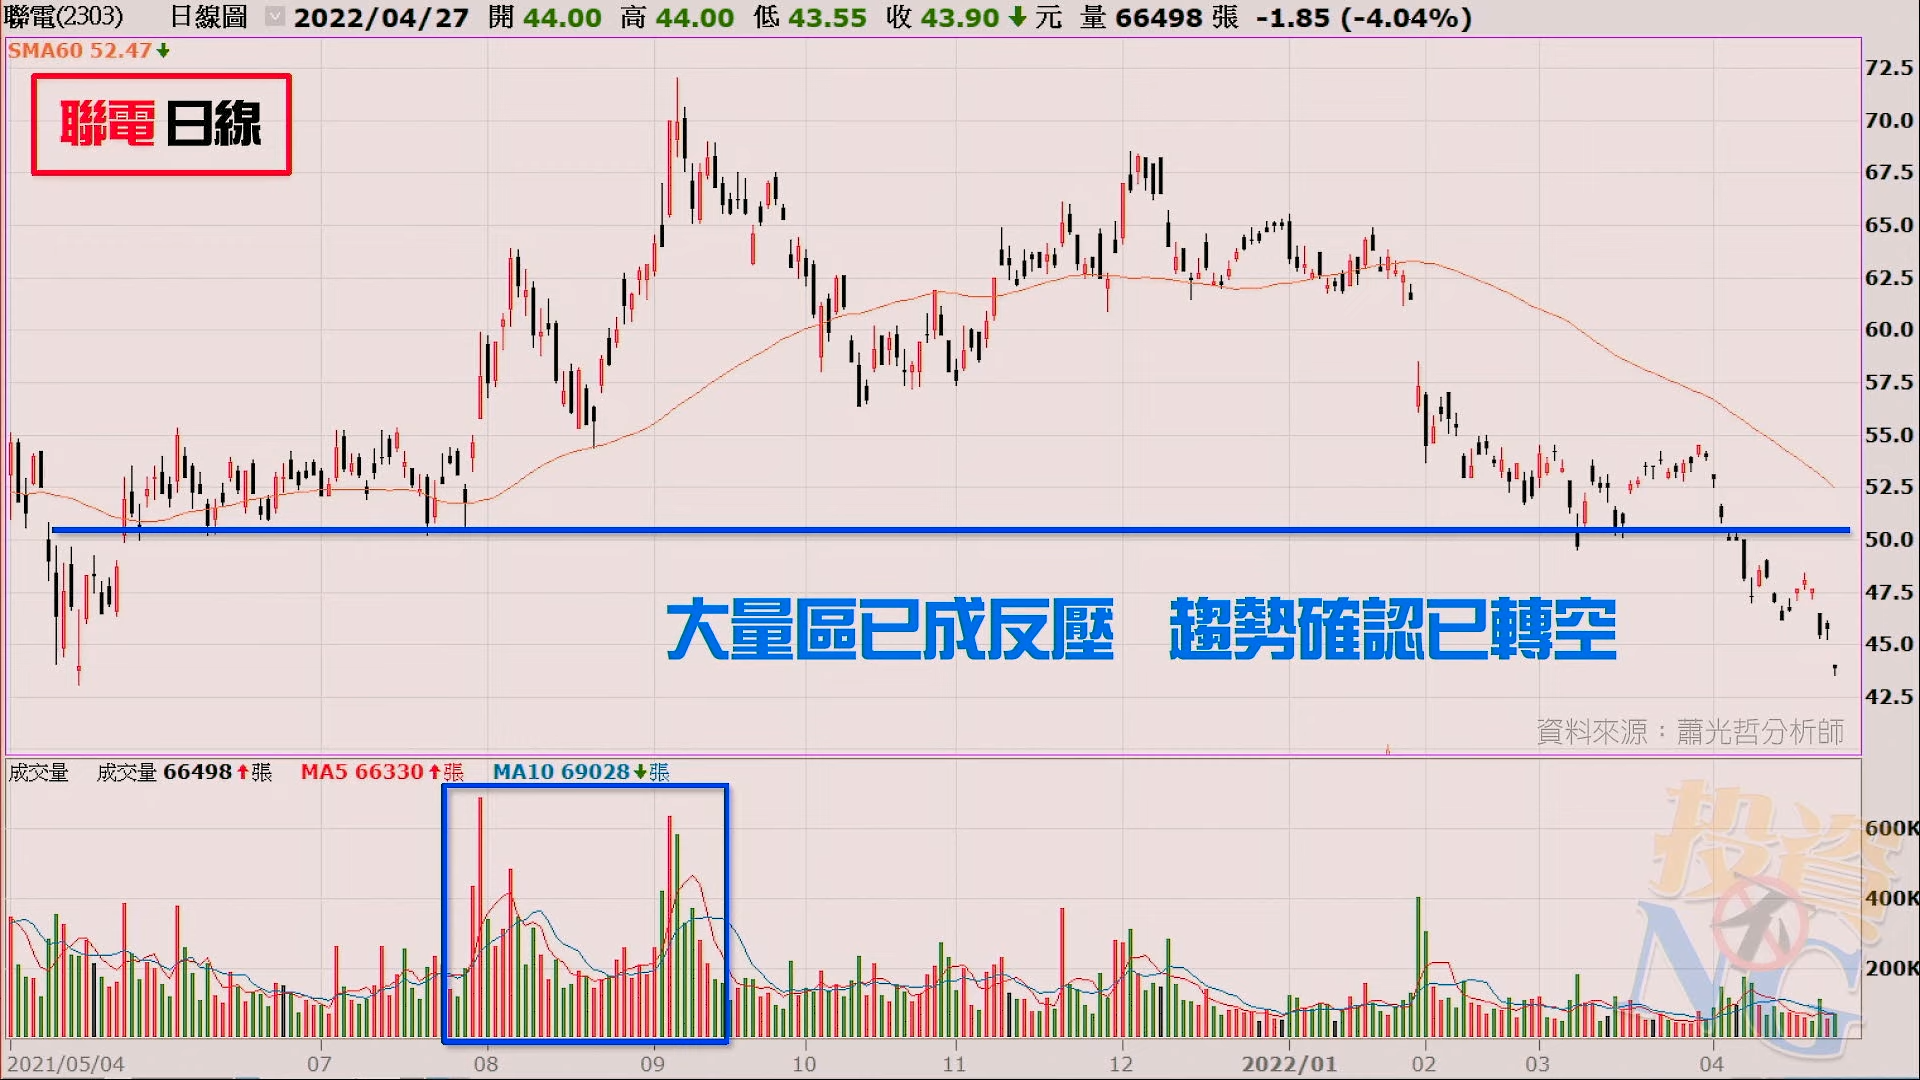 聯電(2303) 日線圖 2022/04/27 開 44.00 高 44.00 低 43.55 收 43.90 元 量 66498 張 -1.85 (-4.04%)
SMA60 52.47
聯電 日線
72.5
70.0
67.5
65.0
62.5
60.0
57.5
55.0
52.5
50.0
47.5
45.0
42.5
大量區已成反壓 趨勢確認已轉空
資料來源：蕭光哲分析師
成交量 成交量 66498 張 MA5 66330 張 MA10 69028 張
600K
400K
200K
投資
NG
2021/05/04 07 08 09 10 11 12 2022/01 02 03 04